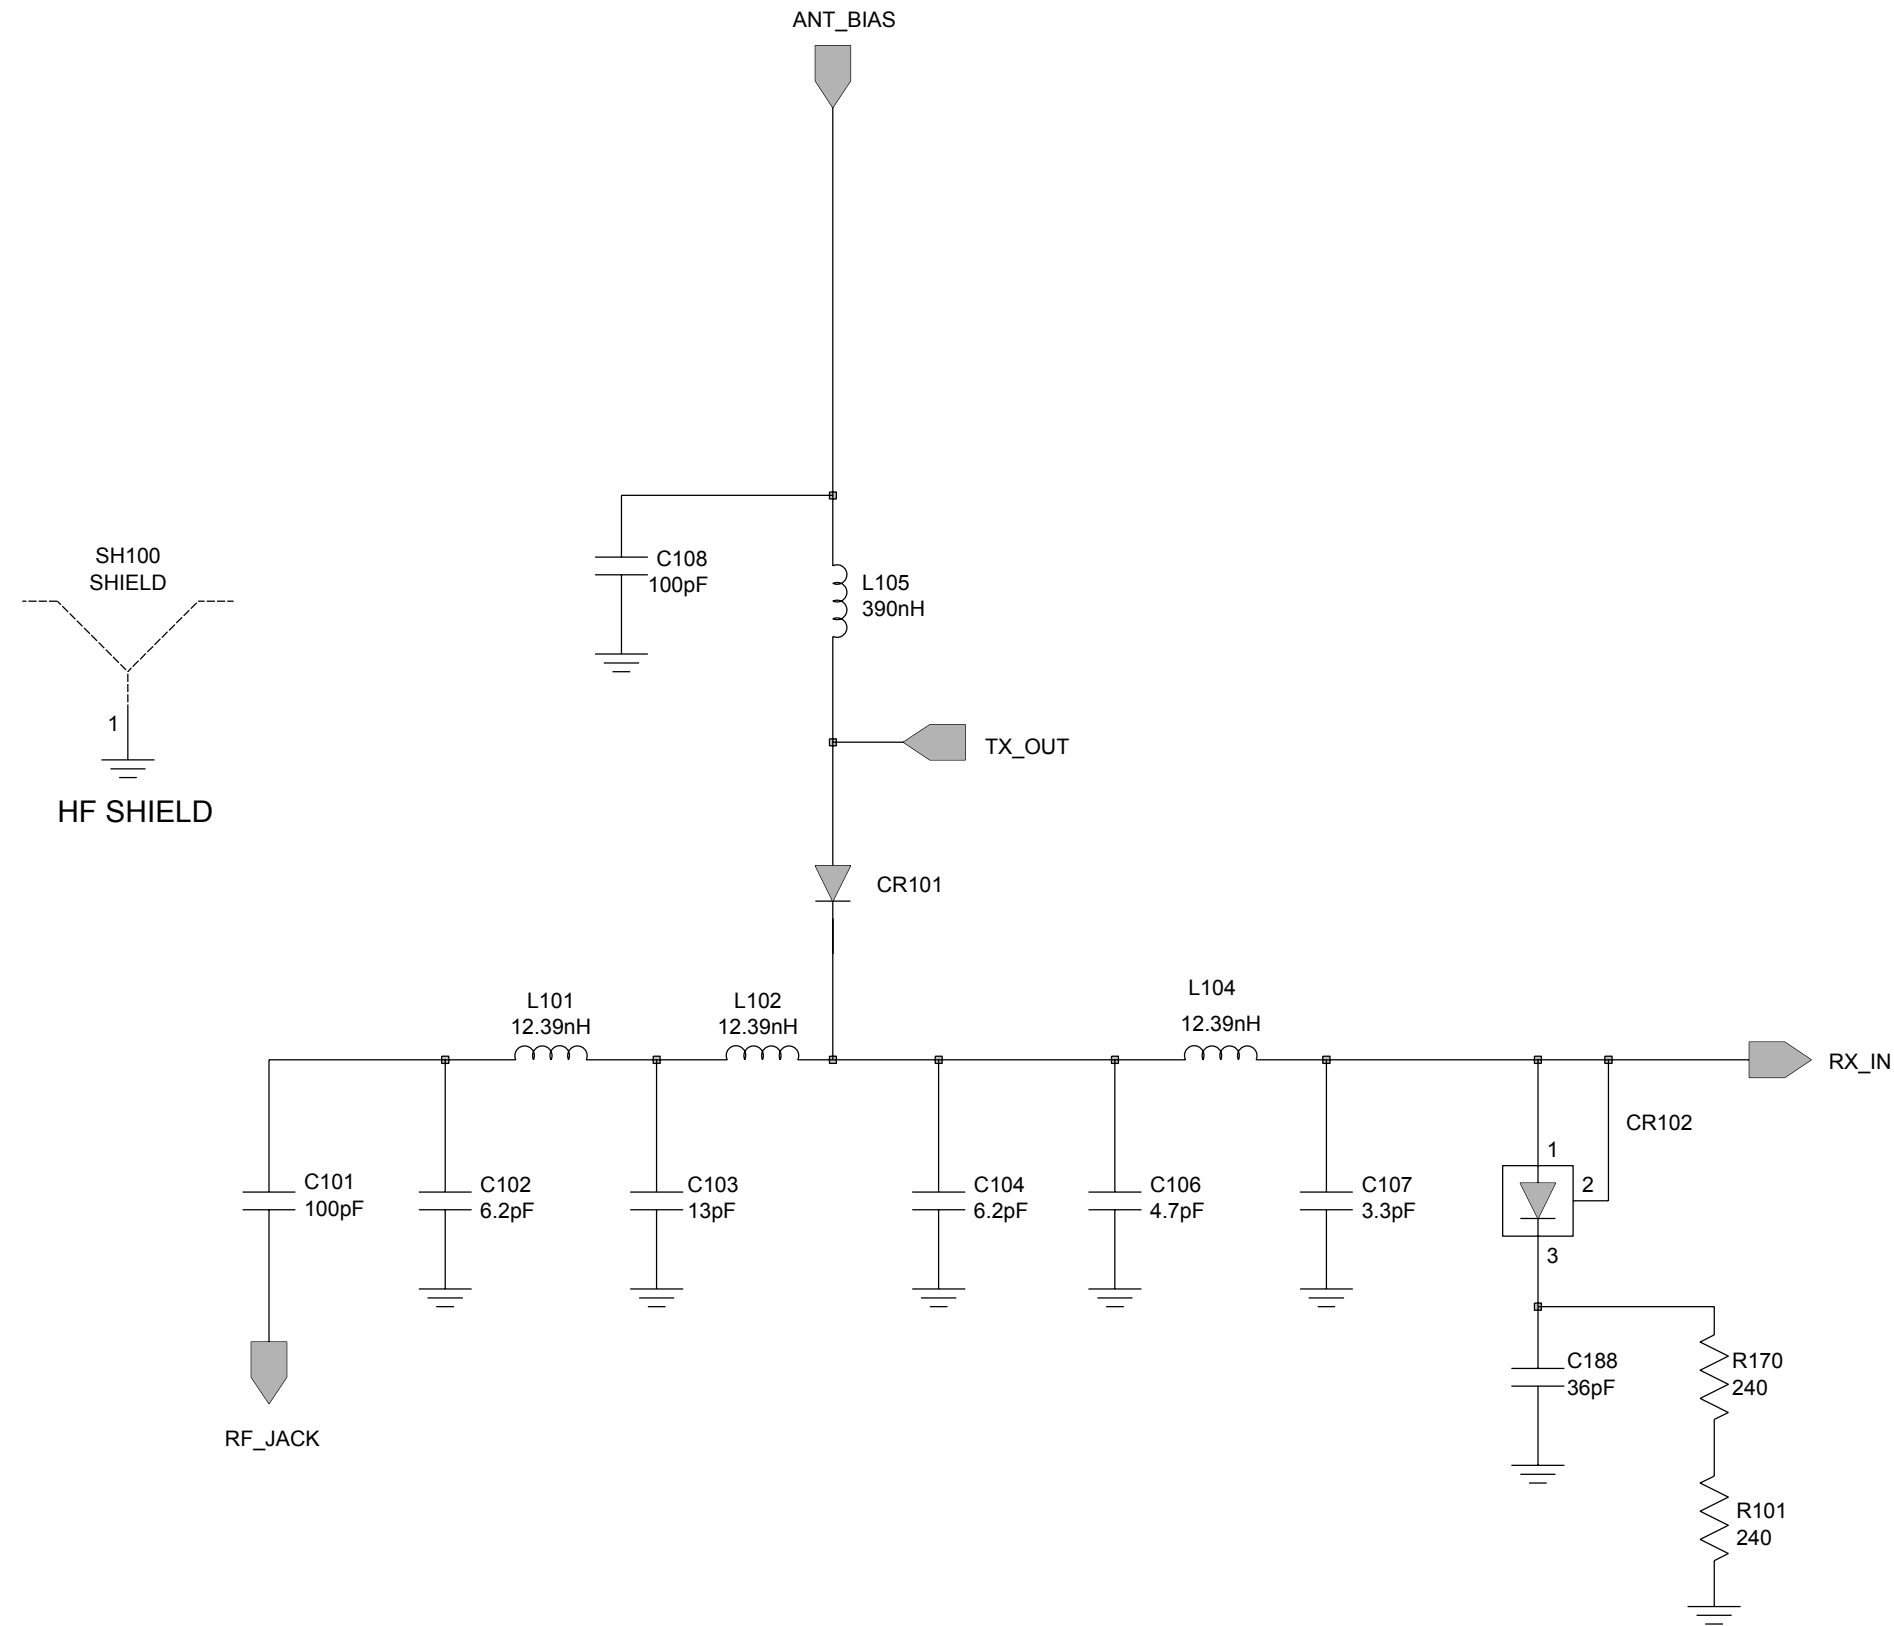 ANT_BIAS
SH100
SHIELD
1
HF SHIELD
C108
100pF
L105
390nH
TX_OUT
CR101
L101
12.39nH
L102
12.39nH
L104
12.39nH
RX_IN
CR102
1
2
3
C101
100pF
C102
6.2pF
C103
13pF
C104
6.2pF
C106
4.7pF
C107
3.3pF
C188
36pF
R170
240
RF_JACK
R101
240